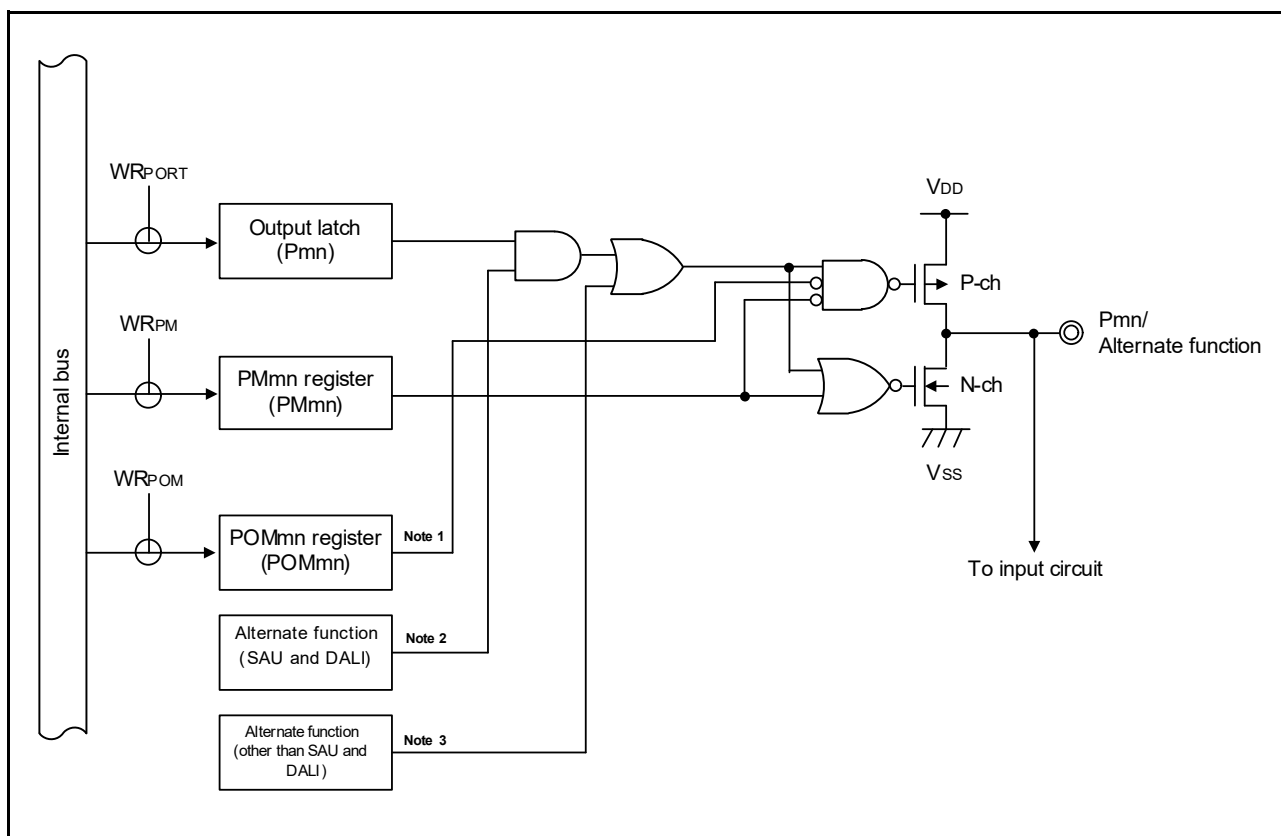 Internal bus
WRPORT
Output latch
(Pmn)
WRPM
PMmn register
(PMmn)
WRPOM
POMmn register
(POMmn)
Note 1
Alternate function
(SAU and DALI)
Note 2
Alternate function
(other than SAU and
DALI)
Note 3
VDD
P-ch
Pmn/
Alternate function
N-ch
VSS
To input circuit